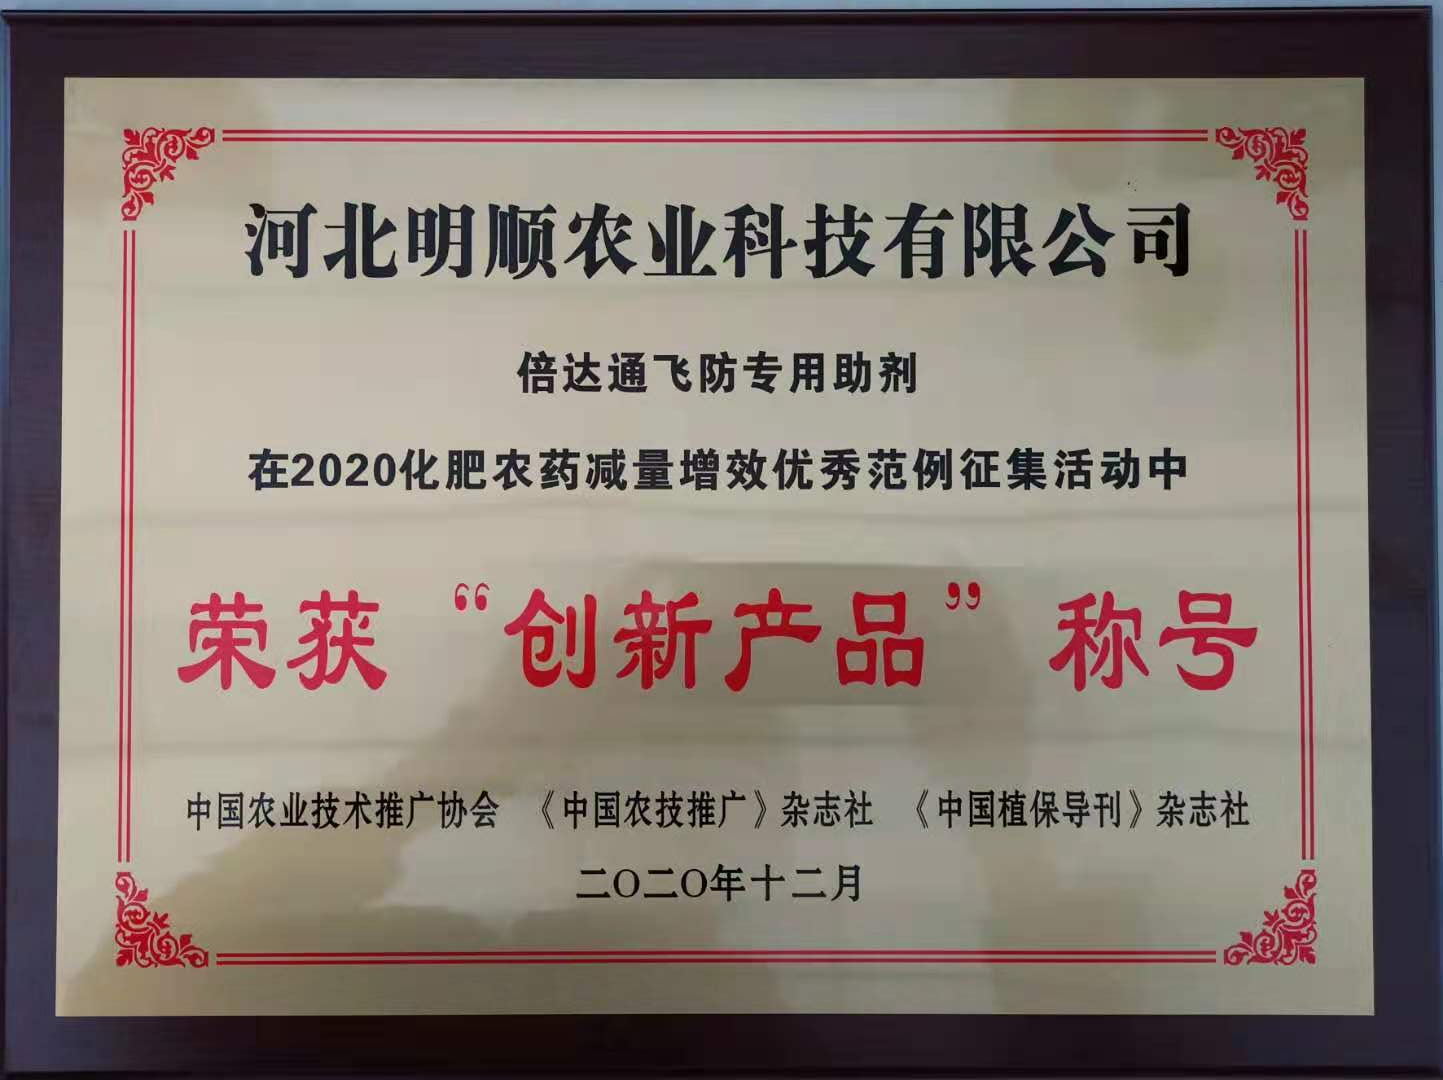 河北明顺农业科技有限公司
倍达通飞防专用助剂
在2020化肥农药减量增效优秀范例征集活动中
荣获“创新产品”称号
中国农业技术推广协会 《中国农技推广》杂志社 《中国植保导刊》杂志社
二〇二〇年十二月